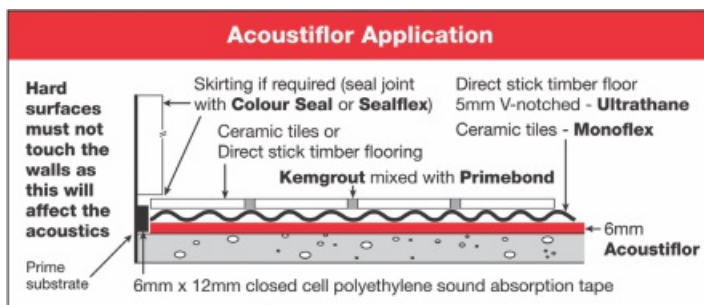 Acoustiflor Application
Hard
surfaces
must not
touch the
walls as
this will
affect the
acoustics
Skirting if required (seal joint
with Colour Seal or Sealflex)
Ceramic tiles or
Direct stick timber flooring
Direct stick timber floor
5mm V-notched - Ultrathane
Ceramic tiles - Monoflex
Kemgrout mixed with Primebond
6mm
Acoustiflor
Prime
substrate
6mm x 12mm closed cell polyethylene sound absorption tape